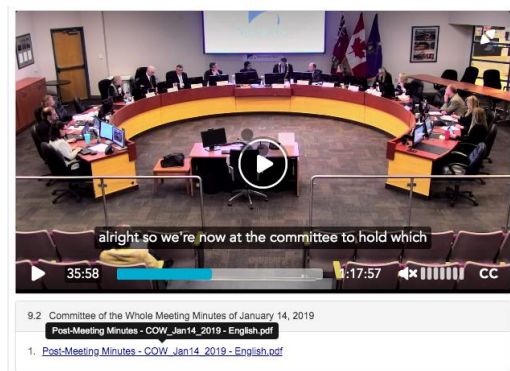 alright so we're now at the committee to hold which
35:58
1:17:57
CC
9.2 Committee of the Whole Meeting Minutes of January 14, 2019
Post-Meeting Minutes - COW_Jan14_2019 - English.pdf
1. Post-Meeting Minutes - COW_Jan14_2019 - English.pdf